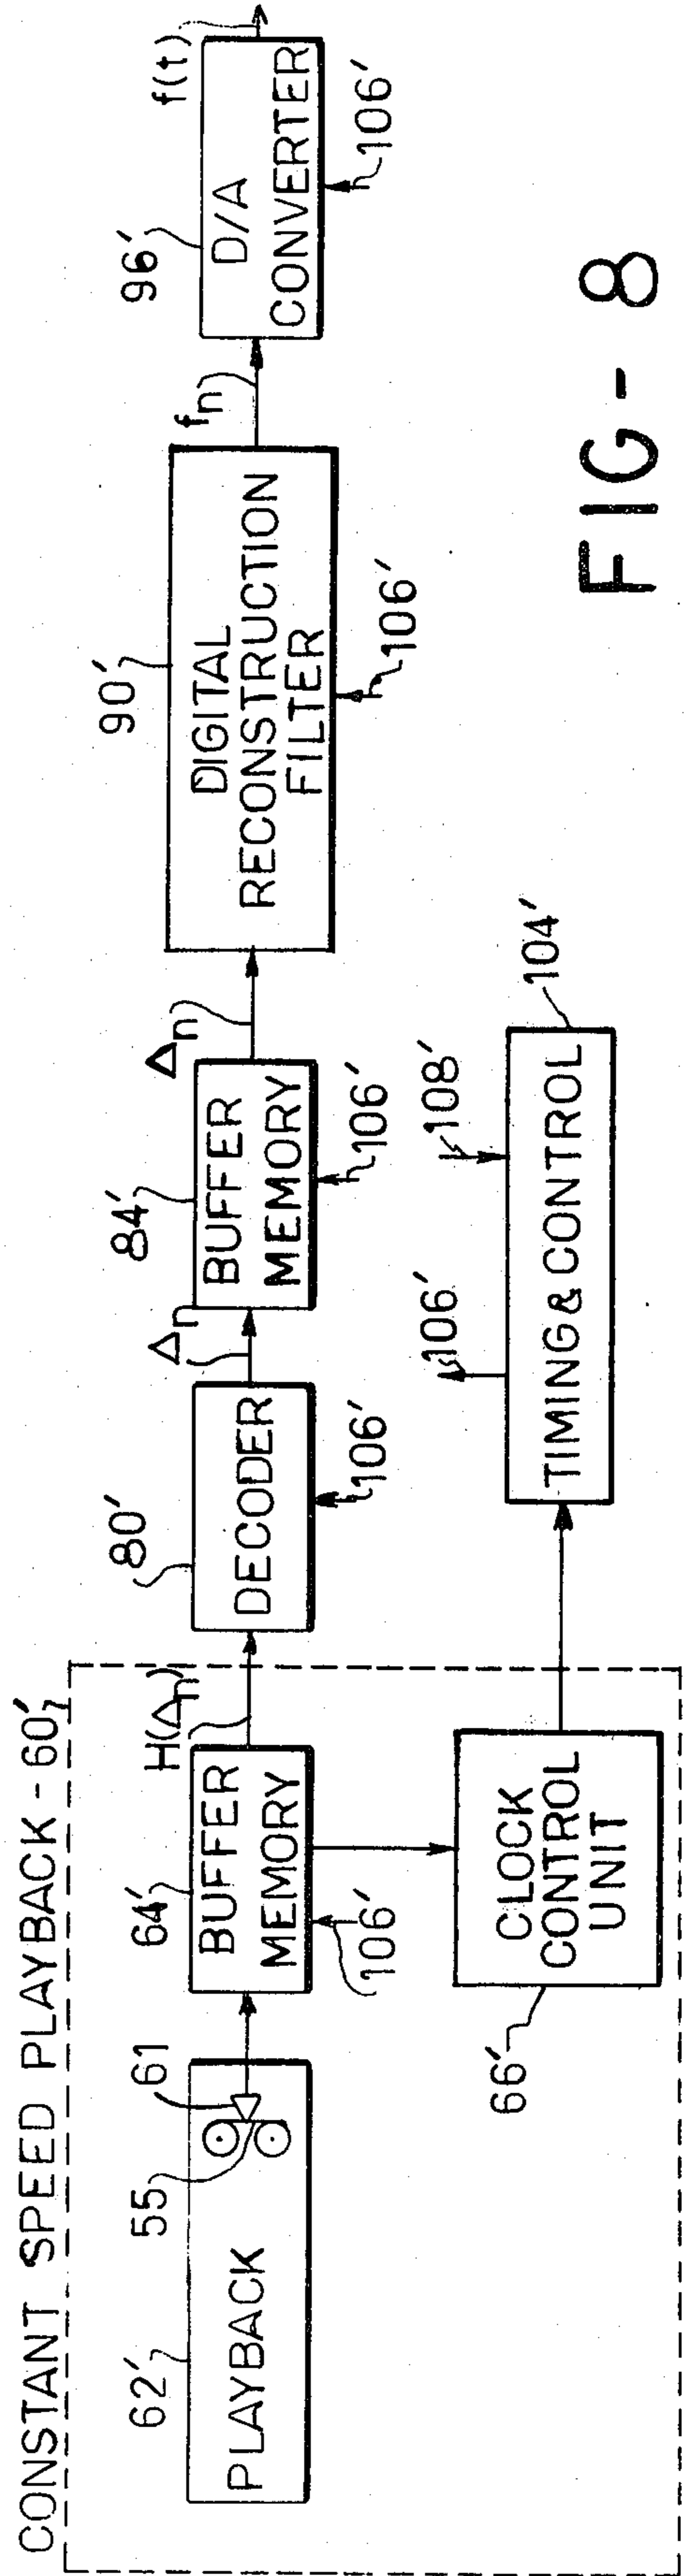 CONSTANT SPEED PLAYBACK - 60'
62'
PLAYBACK
55
61
64'
BUFFER
MEMORY
106'
H(Δn)
66'
CLOCK
CONTROL
UNIT
80'
DECODER
106'
Δn
84'
BUFFER
MEMORY
106'
Δn
106'
108'
TIMING & CONTROL
104'
90'
DIGITAL
RECONSTRUCTION
FILTER
106'
fn
96'
D/A
CONVERTER
106'
f(t)
FIG-8